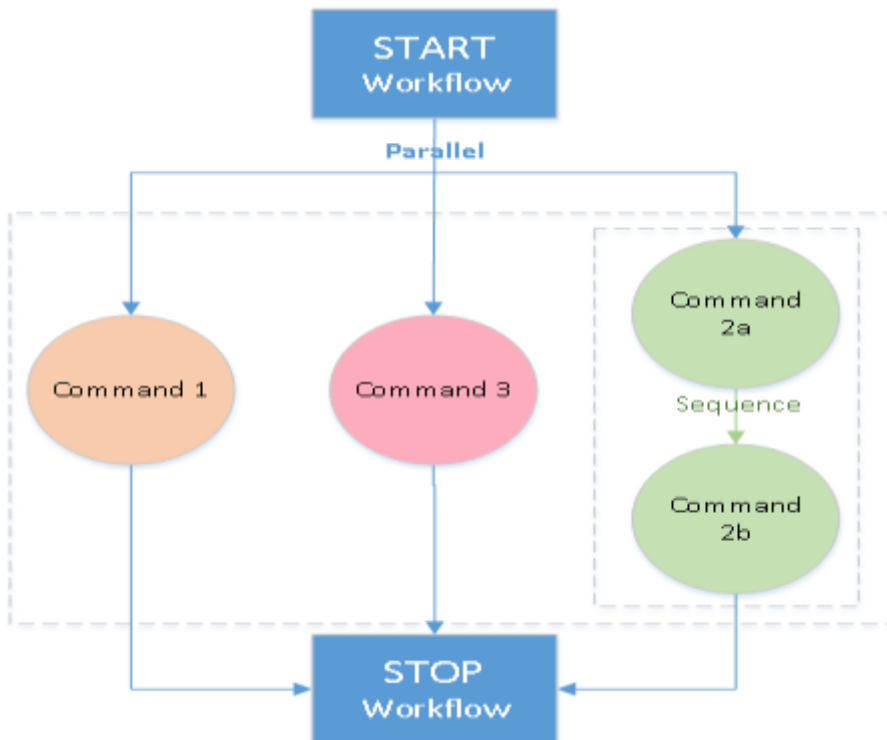 START
Workflow
Parallel
Command 1
Command 3
Command
2a
Sequence
Command
2b
STOP
Workflow